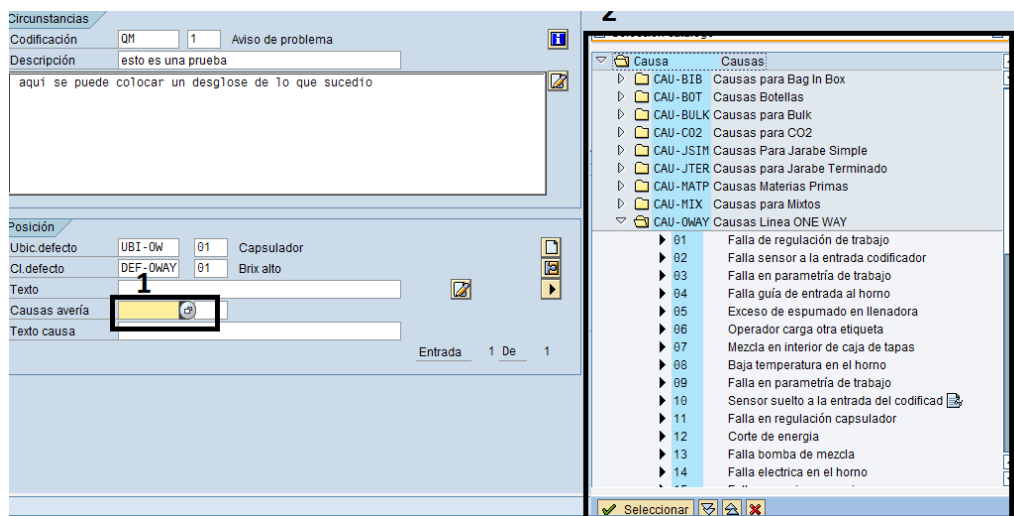 Circunstancias
Codificación QM 1 Aviso de problema
Descripción esto es una prueba
aqui se puede colocar un desglose de lo que sucedio
Posición
Ubic.defecto UBI-OW 01 Capsulador
Cl.defecto DEF-OWAY 01 Brix alto
Texto
1
Causas avería
Texto causa
Entrada 1 De 1
2
Causa Causas
CAU-BIB Causas para Bag In Box
CAU-BOT Causas Botellas
CAU-BULK Causas para Bulk
CAU-CO2 Causas para CO2
CAU-JSIM Causas Para Jarabe Simple
CAU-JTER Causas para Jarabe Terminado
CAU-MATP Causas Materias Primas
CAU-MIX Causas para Mixtos
CAU-OWAY Causas Linea ONE WAY
01 Falla de regulación de trabajo
02 Falla sensor a la entrada codificador
03 Falla en parametría de trabajo
04 Falla guía de entrada al horno
05 Exceso de espumado en llenadora
06 Operador carga otra etiqueta
07 Mezcla en interior de caja de tapas
08 Baja temperatura en el horno
09 Falla en parametría de trabajo
10 Sensor suelto a la entrada del codificad
11 Falla en regulación capsulador
12 Corte de energia
13 Falla bomba de mezcla
14 Falla electrica en el horno
Seleccionar